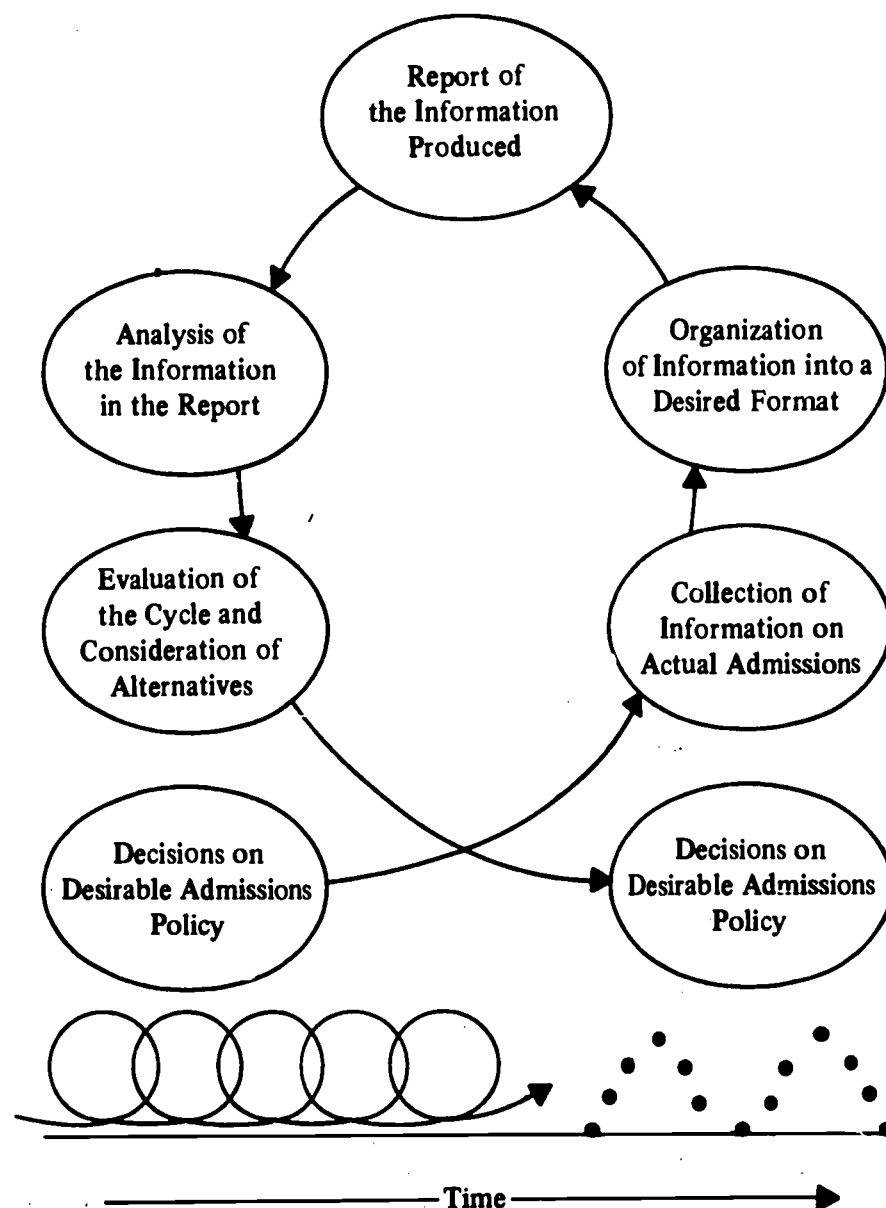 Report of
the Information
Produced
Analysis of
the Information
in the Report
Organization
of Information into a
Desired Format
Evaluation of
the Cycle and
Consideration of
Alternatives
Collection of
Information on
Actual Admissions
Decisions on
Desirable Admissions
Policy
Decisions on
Desirable Admissions
Policy
Time